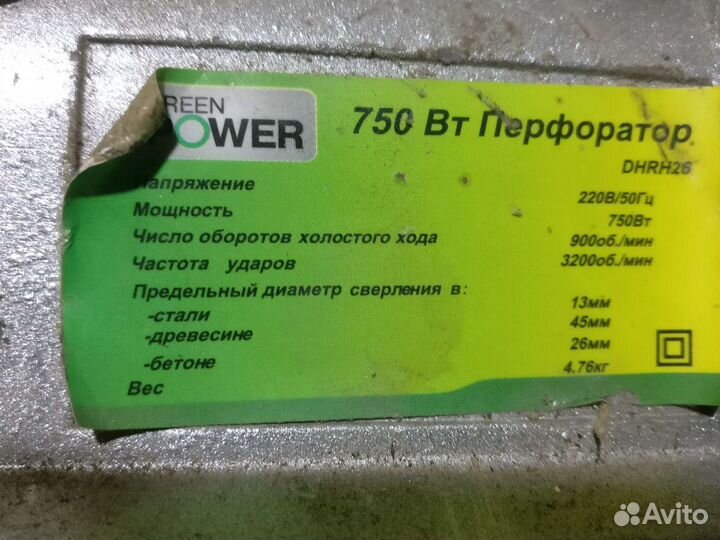 REEN
OWER
750 Вт Перфоратор
DHRH26
Напряжение 220В/50Гц
Мощность 750Вт
Число оборотов холостого хода 900об./мин
Частота ударов 3200об./мин
Предельный диаметр сверления в:
-стали 13мм
-древесине 45мм
-бетоне 26мм
Вес 4.76кг
Avito